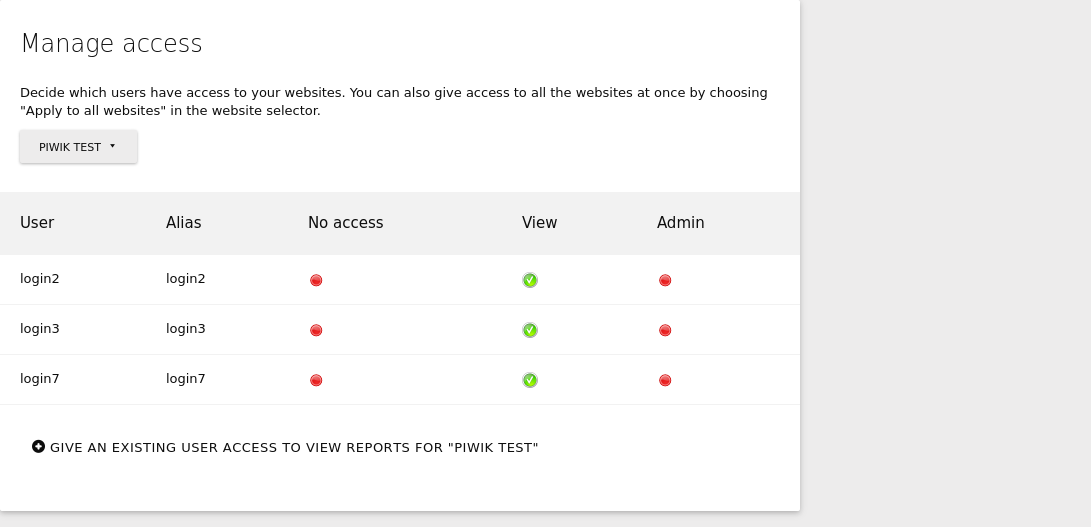 Manage access
Decide which users have access to your websites. You can also give access to all the websites at once by choosing
"Apply to all websites" in the website selector.
PIWIK TEST
User Alias No access View Admin
login2 login2
login3 login3
login7 login7
GIVE AN EXISTING USER ACCESS TO VIEW REPORTS FOR "PIWIK TEST"